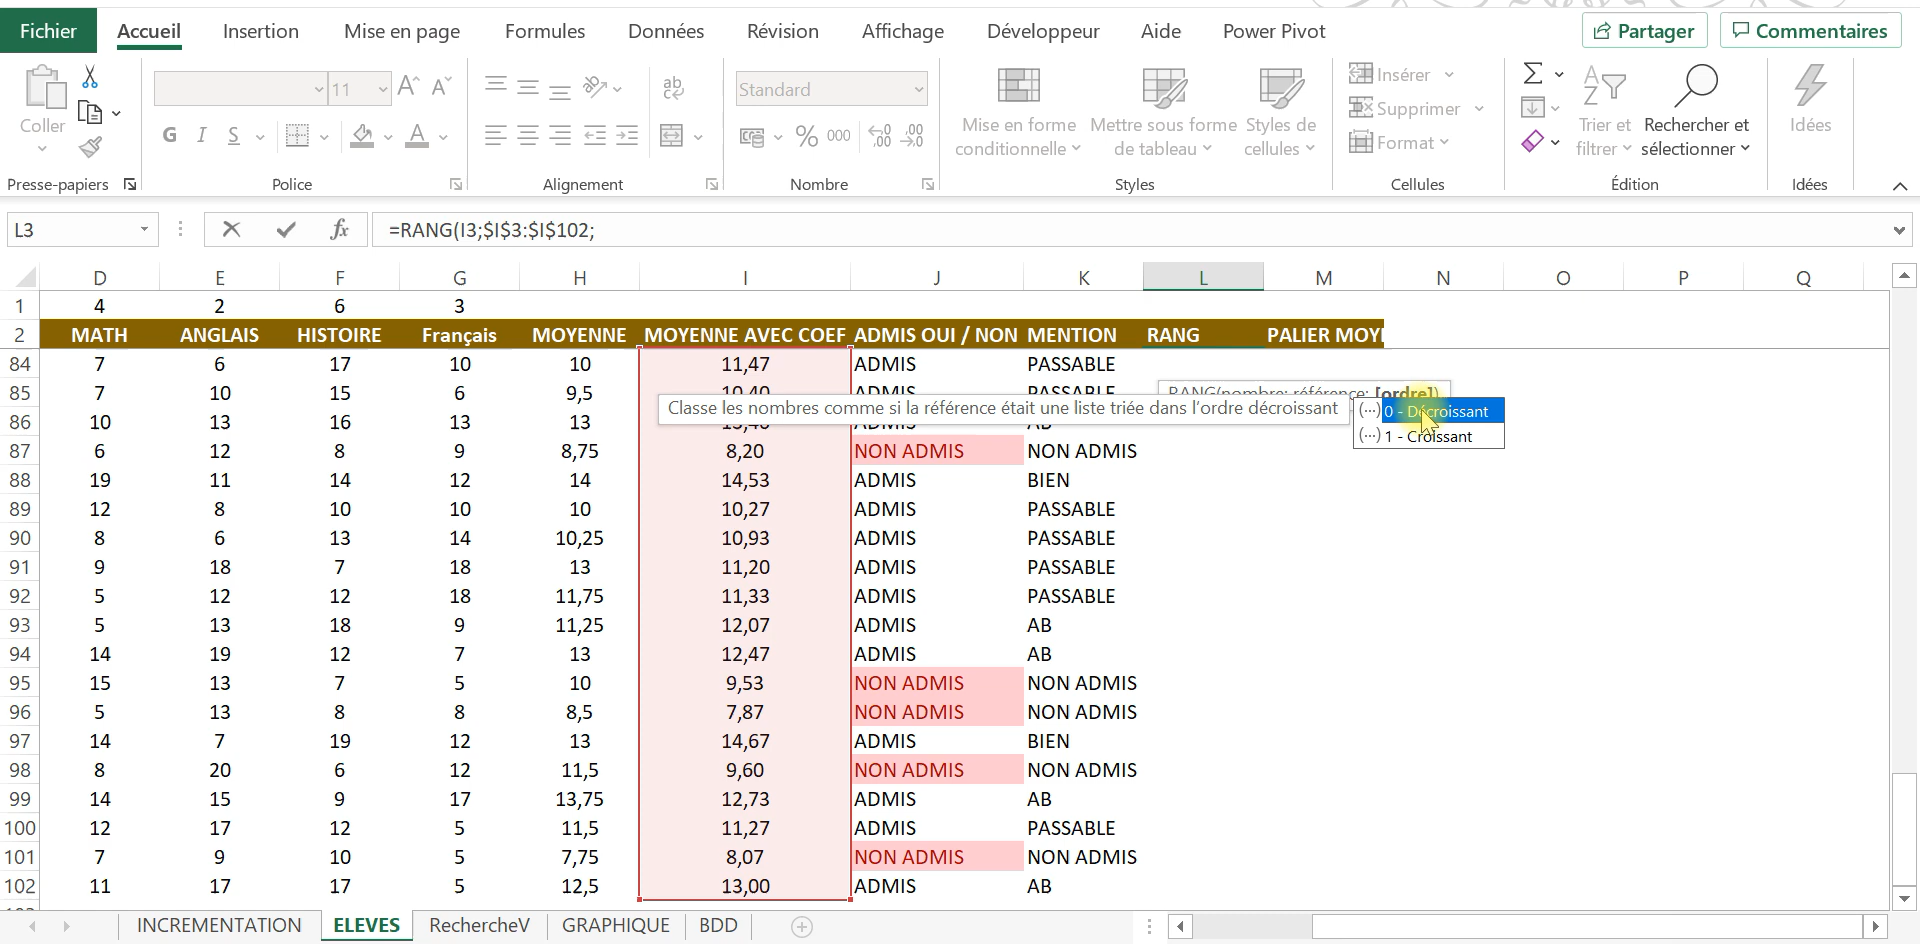 Fichier Accueil Insertion Mise en page Formules Données Révision Affichage Développeur Aide Power Pivot Partager Commentaires
Coller
11
G I S
ab
Standard
% 000
Mise en forme conditionnelle
Mettre sous forme de tableau
Styles de cellules
Insérer
Supprimer
Format
Trier et filtrer
Rechercher et sélectionner
Idées
Presse-papiers Police Alignement Nombre Styles Cellules Édition Idées
L3 fx =RANG(I3;$I$3:$I$102;
D E F G H I J K L M N O P Q
1 4 2 6 3
2 MATH ANGLAIS HISTOIRE Français MOYENNE MOYENNE AVEC COEF ADMIS OUI / NON MENTION RANG PALIER MOYE
84 7 6 17 10 10 11,47 ADMIS PASSABLE
85 7 10 15 6 9,5 10,40 ADMIS PASSABLE
RANG(nombre; référence; [ordre])
Classe les nombres comme si la référence était une liste triée dans l'ordre décroissant
(...) 0 - Décroissant
(...) 1 - Croissant
86 10 13 16 13 13 ADMIS AB
87 6 12 8 9 8,75 8,20 NON ADMIS NON ADMIS
88 19 11 14 12 14 14,53 ADMIS BIEN
89 12 8 10 10 10 10,27 ADMIS PASSABLE
90 8 6 13 14 10,25 10,93 ADMIS PASSABLE
91 9 18 7 18 13 11,20 ADMIS PASSABLE
92 5 12 12 18 11,75 11,33 ADMIS PASSABLE
93 5 13 18 9 11,25 12,07 ADMIS AB
94 14 19 12 7 13 12,47 ADMIS AB
95 15 13 7 5 10 9,53 NON ADMIS NON ADMIS
96 5 13 8 8 8,5 7,87 NON ADMIS NON ADMIS
97 14 7 19 12 13 14,67 ADMIS BIEN
98 8 20 6 12 11,5 9,60 NON ADMIS NON ADMIS
99 14 15 9 17 13,75 12,73 ADMIS AB
100 12 17 12 5 11,5 11,27 ADMIS PASSABLE
101 7 9 10 5 7,75 8,07 NON ADMIS NON ADMIS
102 11 17 17 5 12,5 13,00 ADMIS AB
INCREMENTATION ELEVES RechercheV GRAPHIQUE BDD